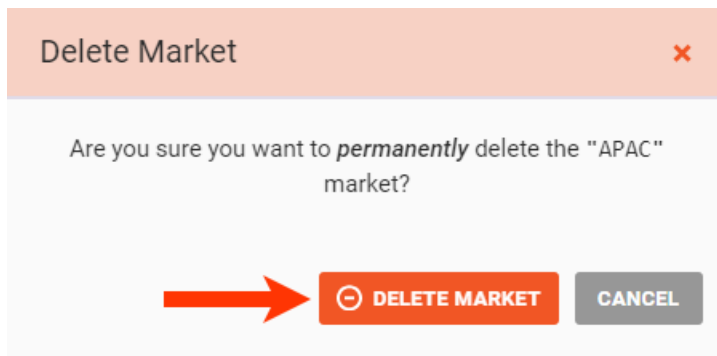 Delete Market
Are you sure you want to permanently delete the "APAC"
market?
DELETE MARKET
CANCEL